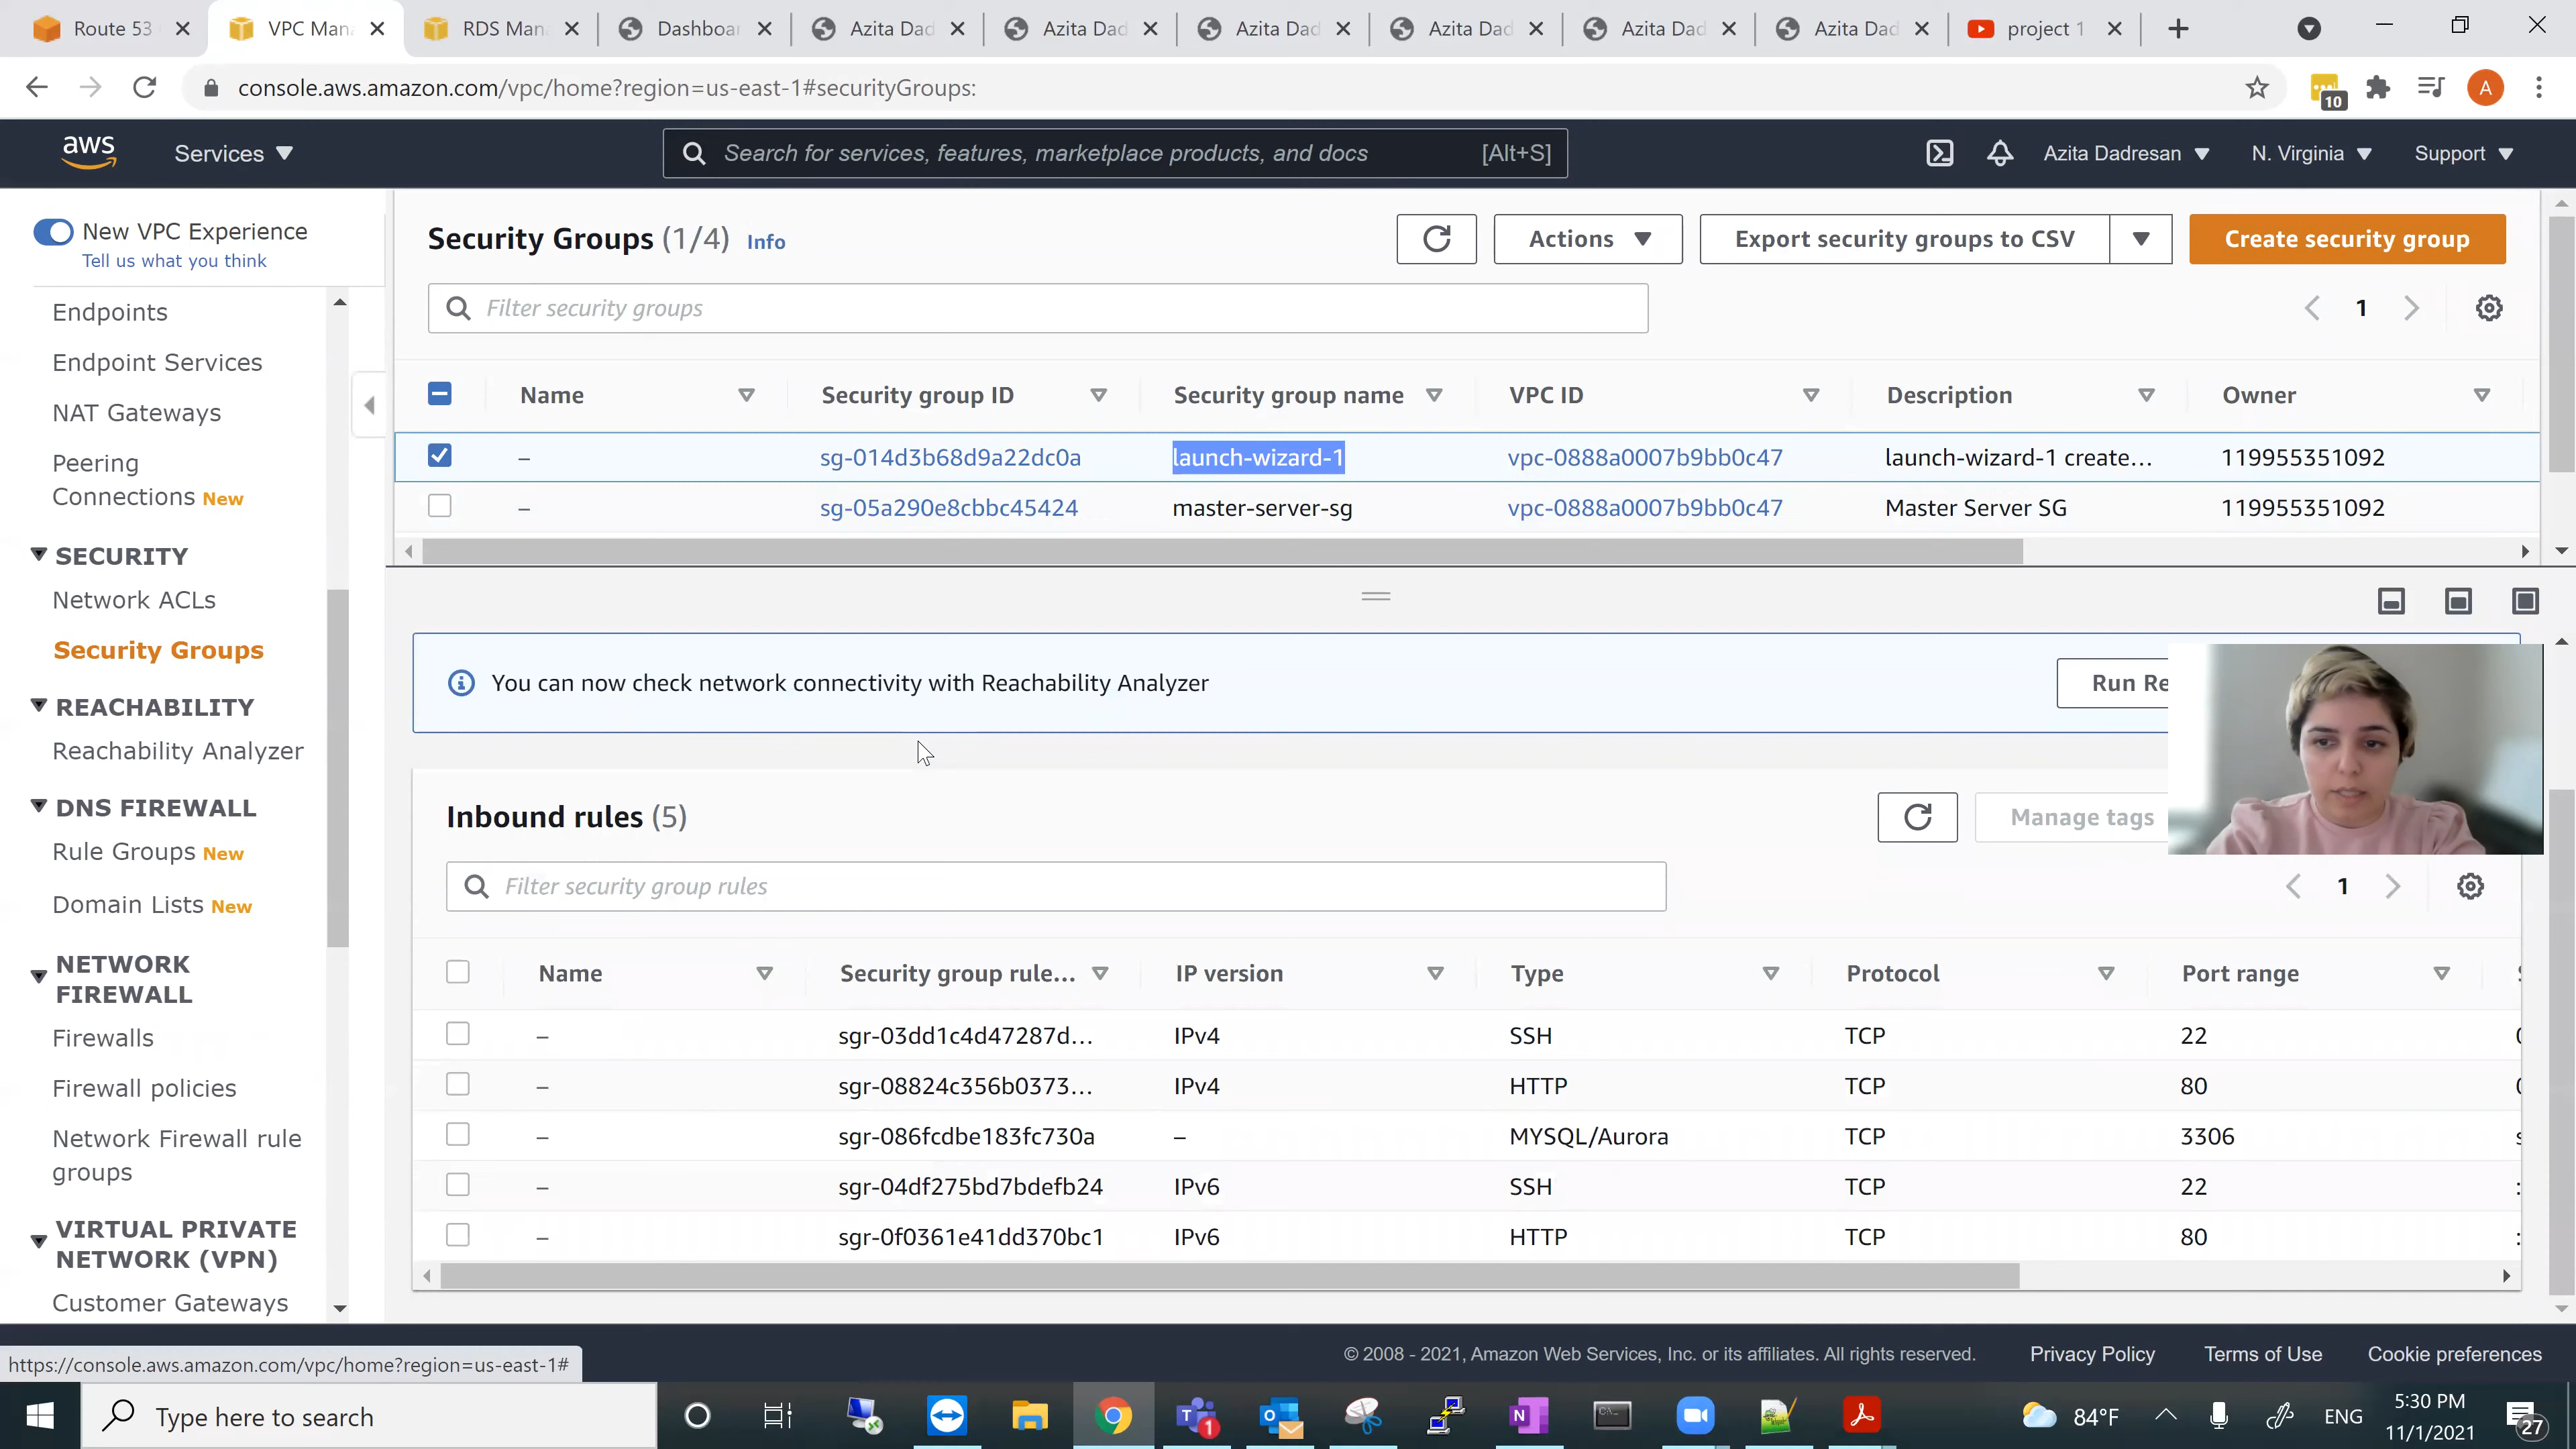 Route 53
VPC Man
RDS Man
Dashboar
Azita Dad
Azita Dad
Azita Dad
Azita Dad
Azita Dad
Azita Dad
project 1
console.aws.amazon.com/vpc/home?region=us-east-1#securityGroups:
10
A
aws
Services
Search for services, features, marketplace products, and docs [Alt+S]
Azita Dadresan
N. Virginia
Support
New VPC Experience
Tell us what you think
Endpoints
Endpoint Services
NAT Gateways
Peering
Connections New
SECURITY
Network ACLs
Security Groups
REACHABILITY
Reachability Analyzer
DNS FIREWALL
Rule Groups New
Domain Lists New
NETWORK
FIREWALL
Firewalls
Firewall policies
Network Firewall rule
groups
VIRTUAL PRIVATE
NETWORK (VPN)
Customer Gateways
Security Groups (1/4) Info
Actions
Export security groups to CSV
Create security group
Filter security groups
1
Name Security group ID Security group name VPC ID Description Owner
– sg-014d3b68d9a22dc0a launch-wizard-1 vpc-0888a0007b9bb0c47 launch-wizard-1 create... 119955351092
– sg-05a290e8cbbc45424 master-server-sg vpc-0888a0007b9bb0c47 Master Server SG 119955351092
You can now check network connectivity with Reachability Analyzer
Run Re
Inbound rules (5)
Manage tags
Filter security group rules
1
Name Security group rule... IP version Type Protocol Port range
– sgr-03dd1c4d47287d... IPv4 SSH TCP 22
– sgr-08824c356b0373... IPv4 HTTP TCP 80
– sgr-086fcdbe183fc730a – MYSQL/Aurora TCP 3306
– sgr-04df275bd7bdefb24 IPv6 SSH TCP 22 :
– sgr-0f0361e41dd370bc1 IPv6 HTTP TCP 80 :
https://console.aws.amazon.com/vpc/home?region=us-east-1#
© 2008 - 2021, Amazon Web Services, Inc. or its affiliates. All rights reserved.
Privacy Policy
Terms of Use
Cookie preferences
Type here to search
1
84°F
ENG
5:30 PM
11/1/2021
27